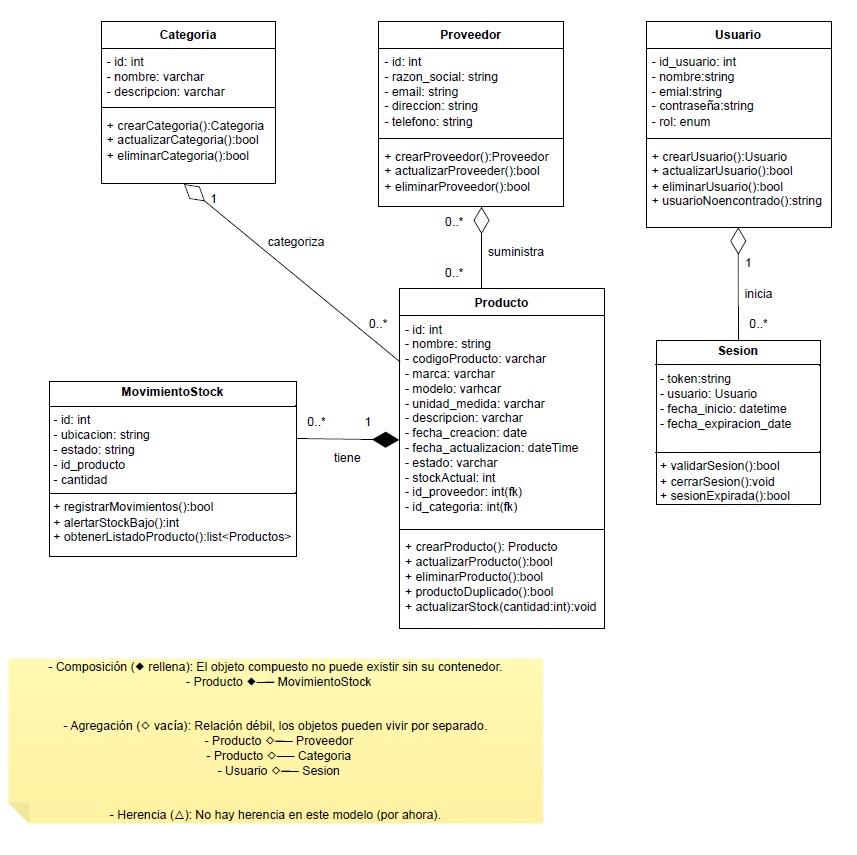 Categoria
- id: int
- nombre: varchar
- descripcion: varchar
+ crearCategoria():Categoria
+ actualizarCategoria():bool
+ eliminarCategoria():bool
Proveedor
- id: int
- razon_social: string
- email: string
- direccion: string
- telefono: string
+ crearProveedor():Proveedor
+ actualizarProveeder():bool
+ eliminarProveedor():bool
Usuario
- id_usuario: int
- nombre:string
- emial:string
- contraseña:string
- rol: enum
+ crearUsuario():Usuario
+ actualizarUsuario():bool
+ eliminarUsuario():bool
+ usuarioNoencontrado():string
1
categoriza
0..*
0..*
suministra
0..*
1
inicia
0..*
Producto
- id: int
- nombre: string
- codigoProducto: varchar
- marca: varchar
- modelo: varhcar
- unidad_medida: varchar
- descripcion: varchar
- fecha_creacion: date
- fecha_actualizacion: dateTime
- estado: varchar
- stockActual: int
- id_proveedor: int(fk)
- id_categoria: int(fk)
+ crearProducto(): Producto
+ actualizarProducto():bool
+ eliminarProducto():bool
+ productoDuplicado():bool
+ actualizarStock(cantidad:int):void
Sesion
- token:string
- usuario: Usuario
- fecha_inicio: datetime
- fecha_expiracion_date
+ validarSesion():bool
+ cerrarSesion():void
+ sesionExpirada():bool
MovimientoStock
- id: int
- ubicacion: string
- estado: string
- id_producto
- cantidad
+ registrarMovimientos():bool
+ alertarStockBajo():int
+ obtenerListadoProducto():list<Productos>
0..*
1
tiene
- Composición (◆ rellena): El objeto compuesto no puede existir sin su contenedor.
- Producto ◆── MovimientoStock
- Agregación (◇ vacía): Relación débil, los objetos pueden vivir por separado.
- Producto ◇── Proveedor
- Producto ◇── Categoria
- Usuario ◇── Sesion
- Herencia (△): No hay herencia en este modelo (por ahora).